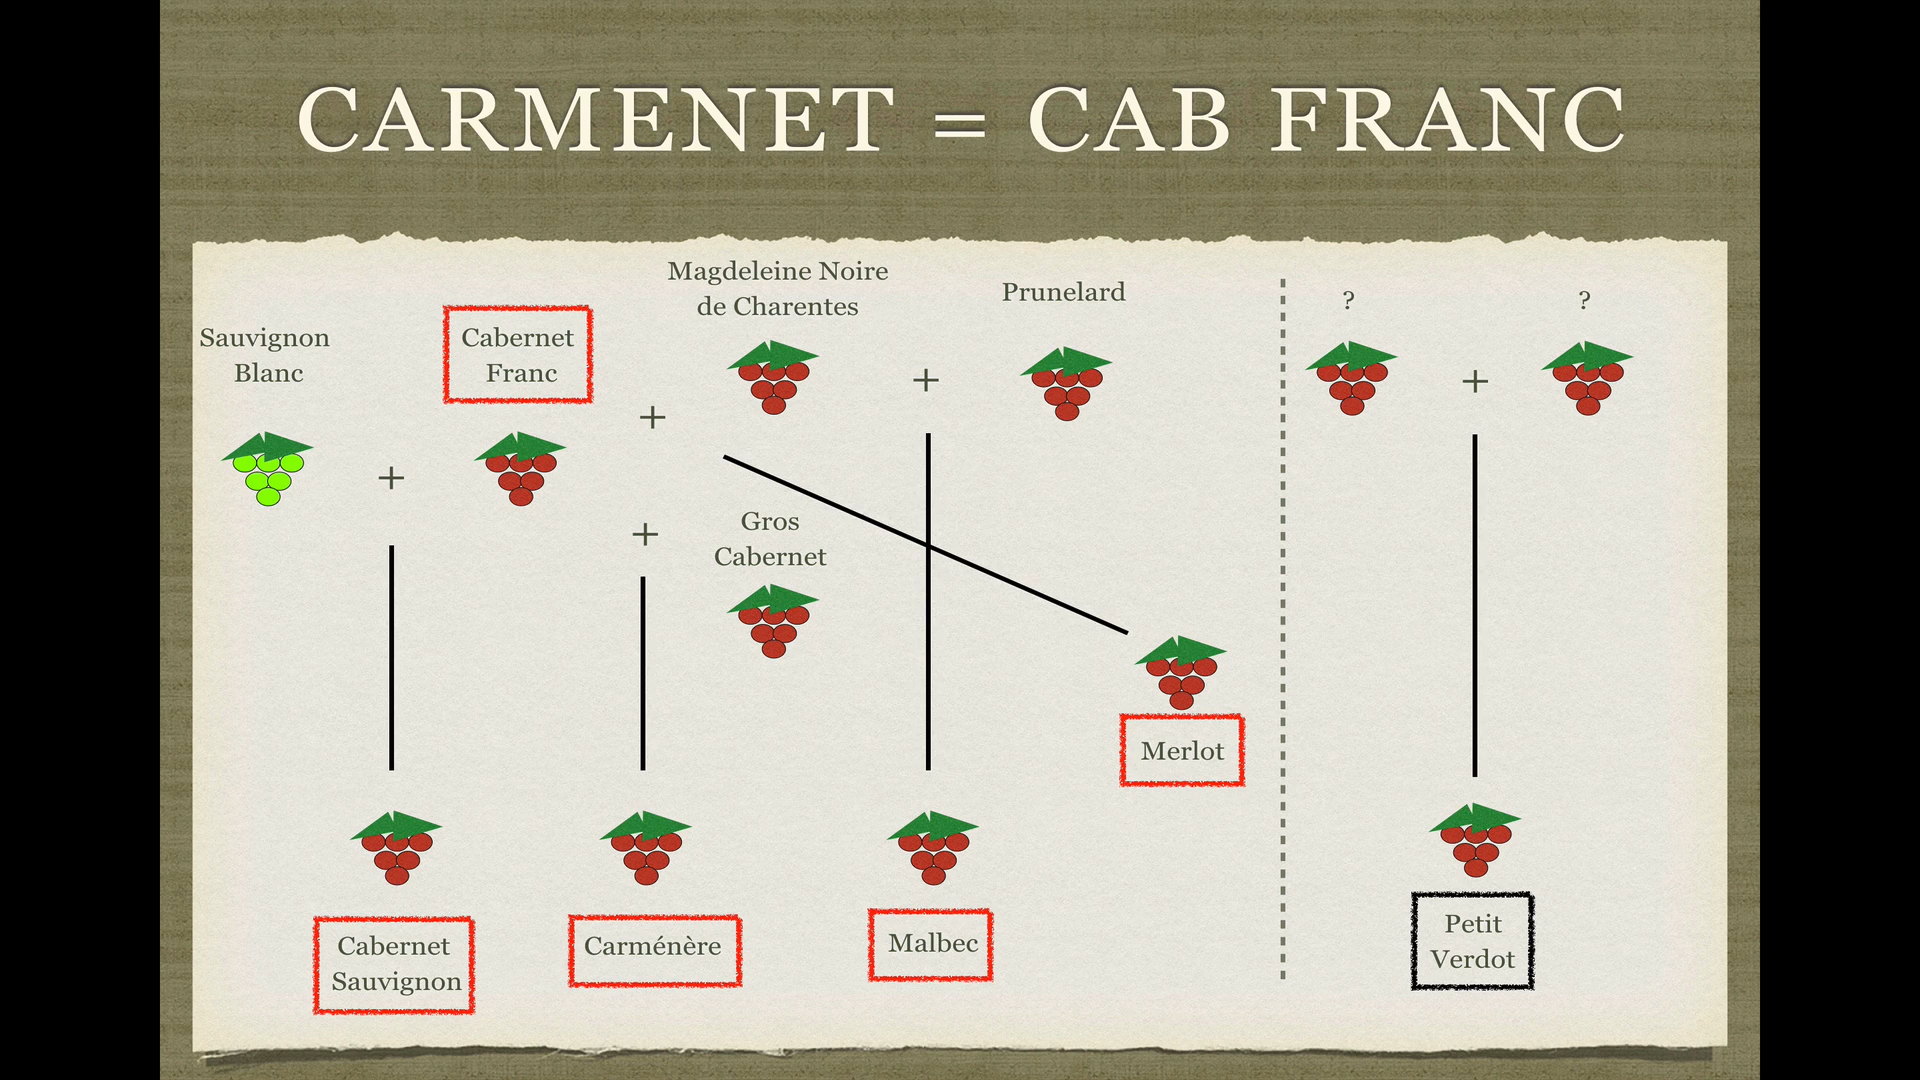 CARMENET = CAB FRANC
Magdeleine Noire
de Charentes
Prunelard
?
?
Sauvignon
Blanc
Cabernet
Franc
+
+
+
+
+
Gros
Cabernet
Merlot
Cabernet
Sauvignon
Carménère
Malbec
Petit
Verdot